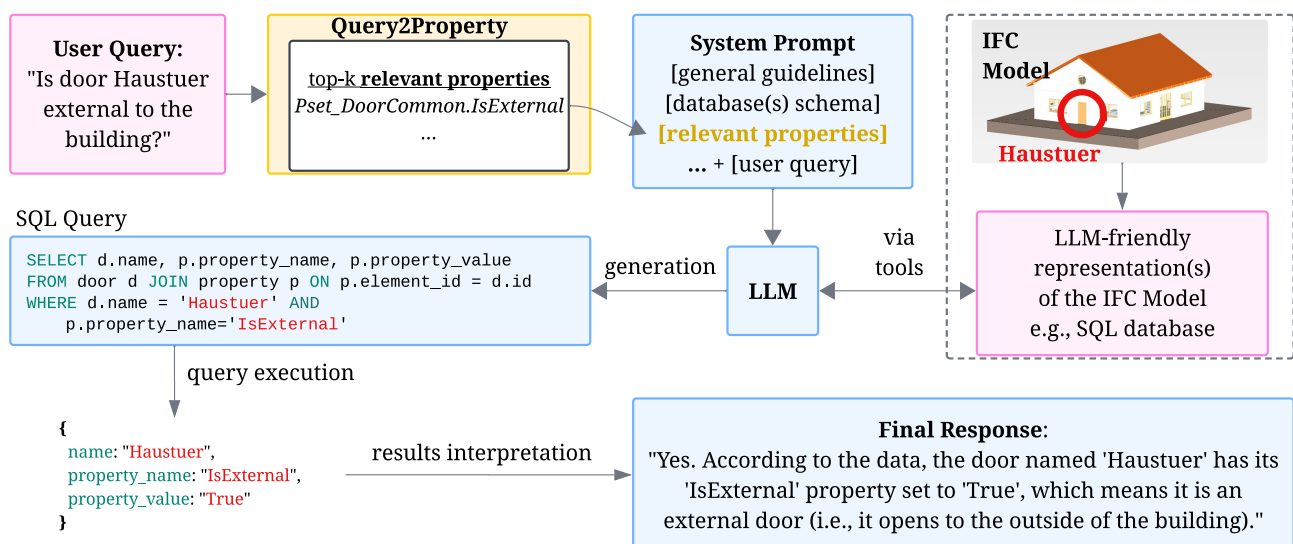 User Query:
"Is door Haustuer
external to the
building?"
Query2Property
top-k relevant properties
Pset_DoorCommon.IsExternal
...
System Prompt
[general guidelines]
[database(s) schema]
[relevant properties]
... + [user query]
IFC
Model
Haustuer
LLM-friendly
representation(s)
of the IFC Model
e.g., SQL database
via
tools
LLM
generation
SQL Query
SELECT d.name, p.property_name, p.property_value
FROM door d JOIN property p ON p.element_id = d.id
WHERE d.name = 'Haustuer' AND
p.property_name='IsExternal'
query execution
{
name: "Haustuer",
property_name: "IsExternal",
property_value: "True"
}
results interpretation
Final Response:
"Yes. According to the data, the door named 'Haustuer' has its
'IsExternal' property set to 'True', which means it is an
external door (i.e., it opens to the outside of the building)."